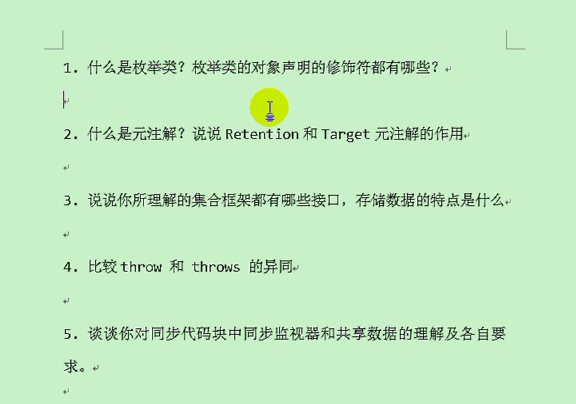 1. 什么是枚举类？枚举类的对象声明的修饰符都有哪些？
2. 什么是元注解？说说 Retention 和 Target 元注解的作用
3. 说说你所理解的集合框架都有哪些接口，存储数据的特点是什么
4. 比较 throw 和 throws 的异同
5. 谈谈你对同步代码块中同步监视器和共享数据的理解及各自要
求。